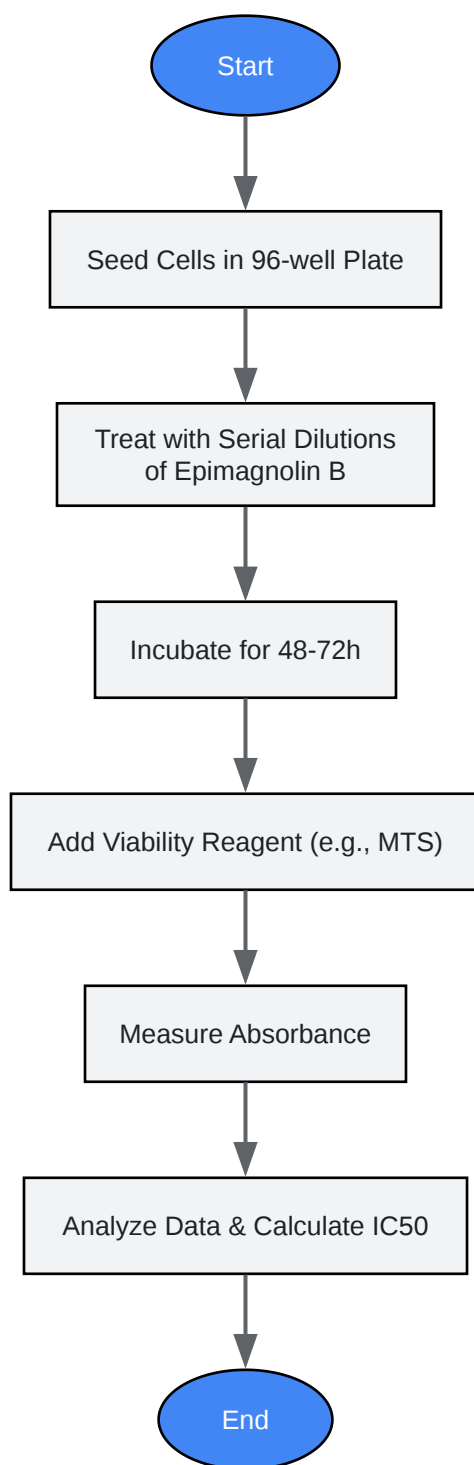 Start
Seed Cells in 96-well Plate
Treat with Serial Dilutions
of Epimagnolin B
Incubate for 48-72h
Add Viability Reagent (e.g., MTS)
Measure Absorbance
Analyze Data & Calculate IC50
End